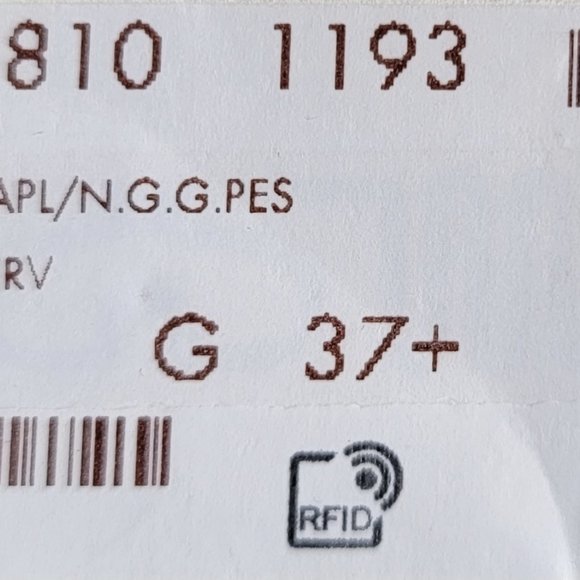 810 1193
APL/N.G.G.PES
RV
G 37+
RFID